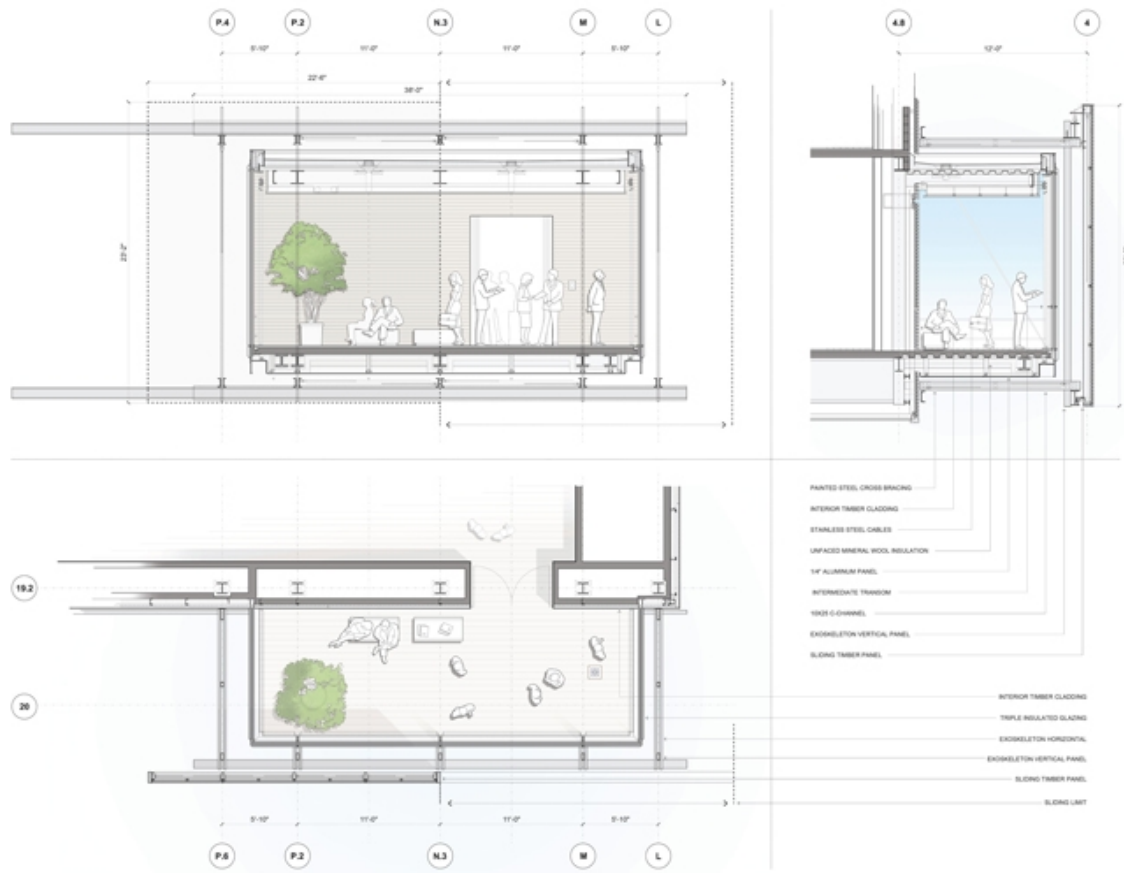 P.4 P.2 N.3 M L
5'-10" 11'-0" 11'-0" 5'-10"
22'-6"
38'-0"
23'-2"
4.8 4
12'-0"
PAINTED STEEL CROSS BRACING
INTERIOR TIMBER CLADDING
STAINLESS STEEL CABLES
UNFACED MINERAL WOOL INSULATION
1/4" ALUMINUM PANEL
INTERMEDIATE TRANSOM
10X25 C-CHANNEL
EXOSKELETON VERTICAL PANEL
SLIDING TIMBER PANEL
19.2
20
INTERIOR TIMBER CLADDING
TRIPLE INSULATED GLAZING
EXOSKELETON HORIZONTAL
EXOSKELETON VERTICAL PANEL
SLIDING TIMBER PANEL
SLIDING LIMIT
5'-10" 11'-0" 11'-0" 5'-10"
P.6 P.2 N.3 M L